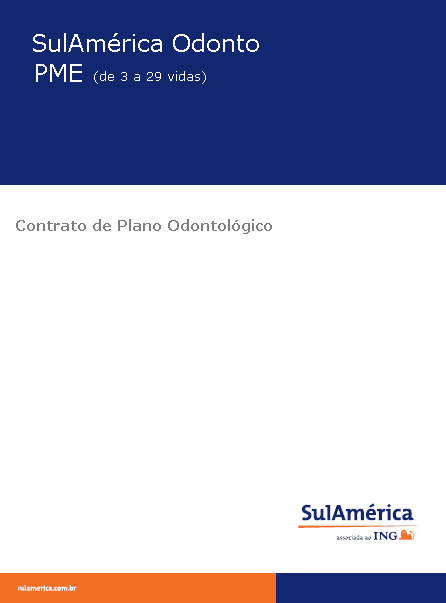 SulAmérica Odonto
PME (de 3 a 29 vidas)
Contrato de Plano Odontológico
SulAmérica
associada ao ING
sulamerica.com.br